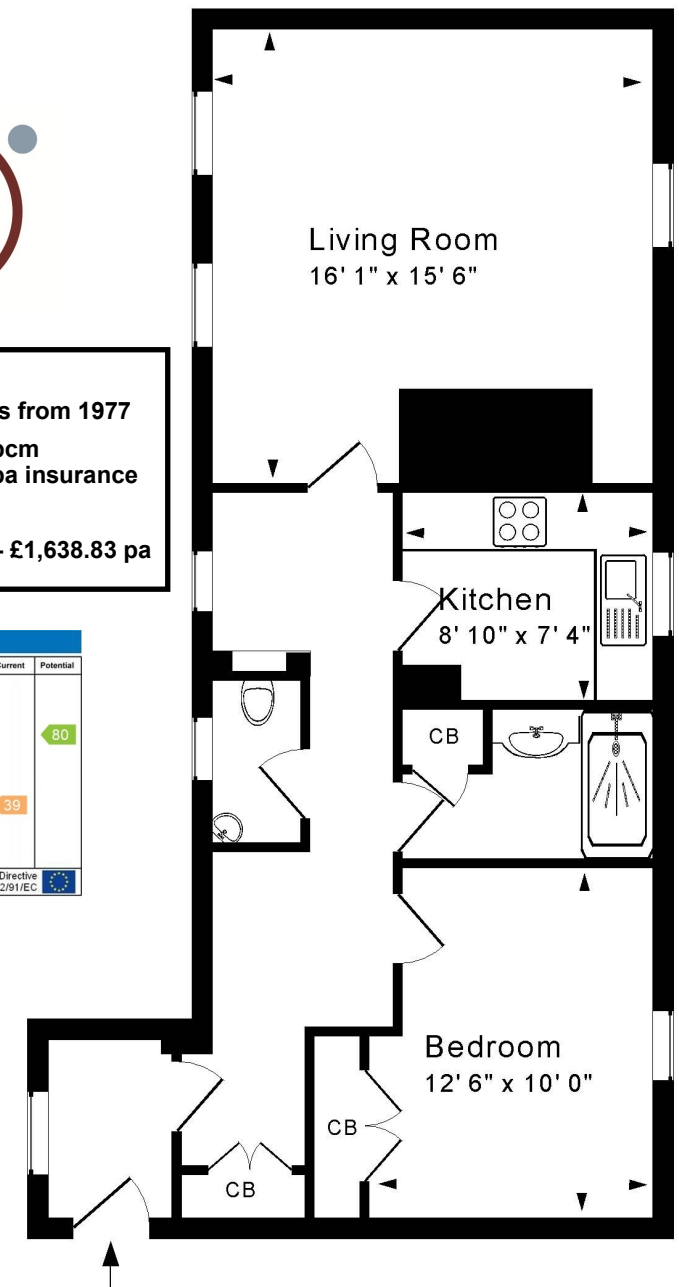 Living Room
16' 1" x 15' 6"
s from 1977
pcm
pa insurance
- £1,638.83 pa
Kitchen
8' 10" x 7' 4"
Current Potential
80
39
Directive
2/91/EC
CB
Bedroom
12' 6" x 10' 0"
CB
CB